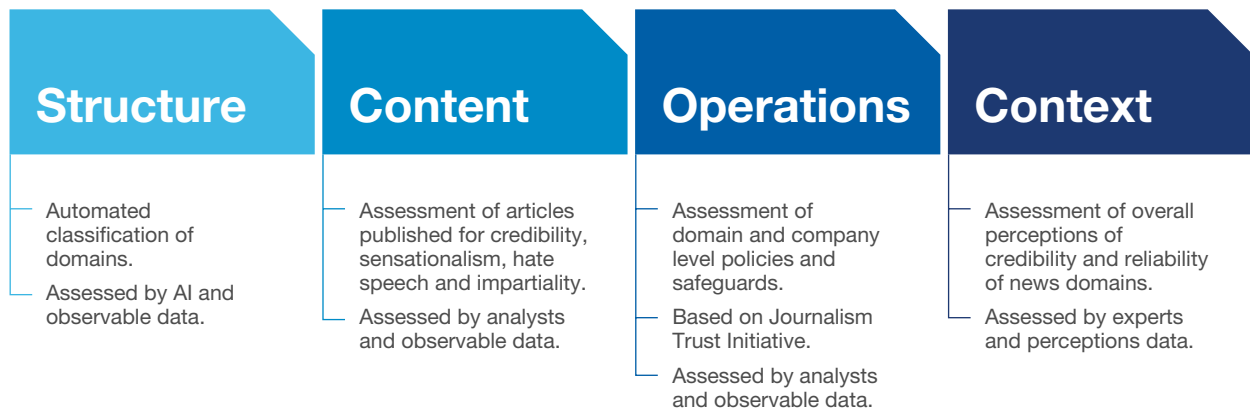 Structure
Automated
classification of
domains.
Assessed by AI and
observable data.
Content
Assessment of articles
published for credibility,
sensationalism, hate
speech and impartiality.
Assessed by analysts
and observable data.
Operations
Assessment of
domain and company
level policies and
safeguards.
Based on Journalism
Trust Initiative.
Assessed by analysts
and observable data.
Context
Assessment of overall
perceptions of
credibility and reliability
of news domains.
Assessed by experts
and perceptions data.